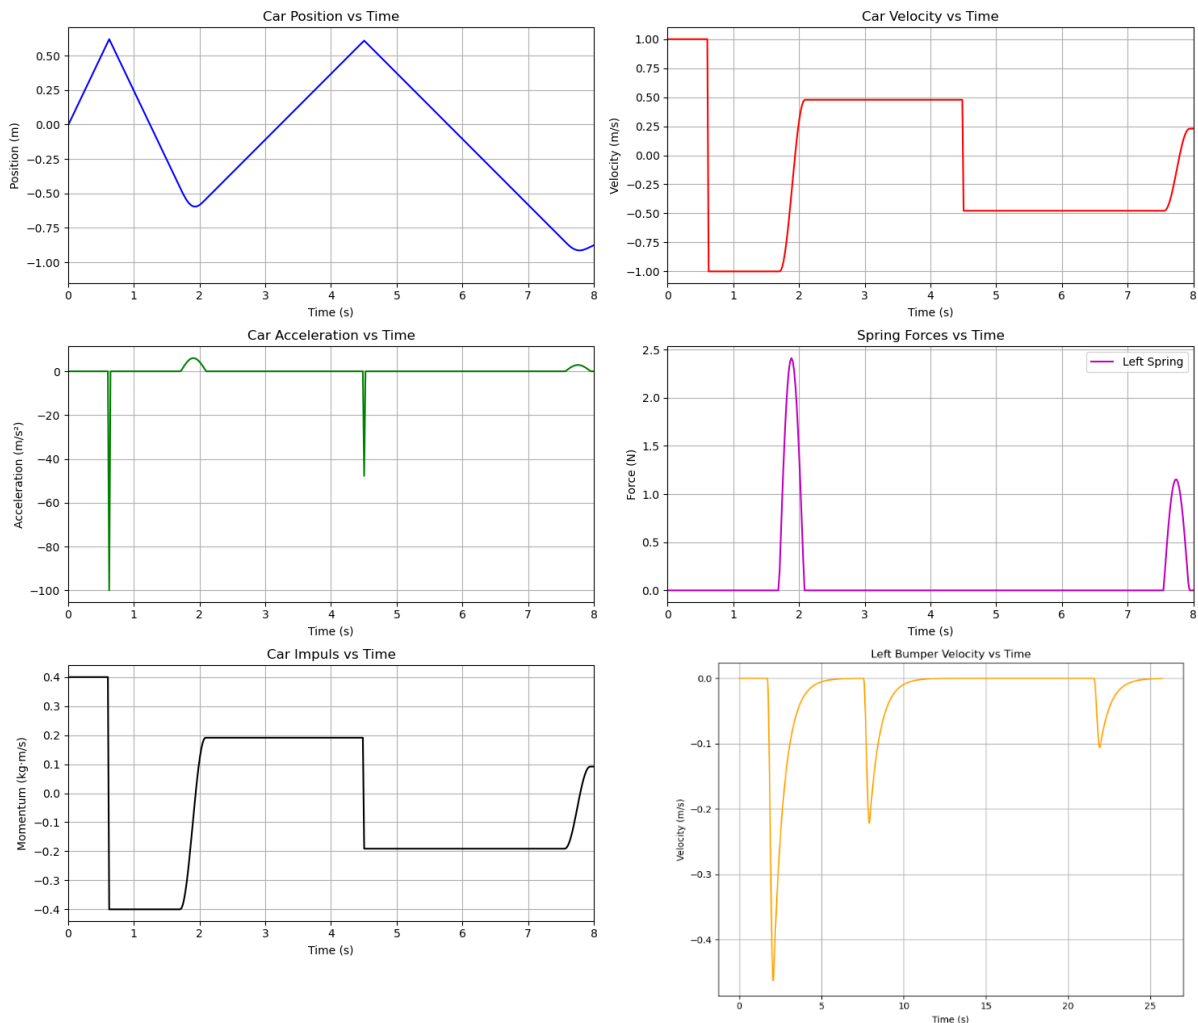 Car Position vs Time
Position (m)
0.50
0.25
0.00
−0.25
−0.50
−0.75
−1.00
0 1 2 3 4 5 6 7 8
Time (s)
Car Velocity vs Time
Velocity (m/s)
1.00
0.75
0.50
0.25
0.00
−0.25
−0.50
−0.75
−1.00
0 1 2 3 4 5 6 7 8
Time (s)
Car Acceleration vs Time
Acceleration (m/s²)
0
−20
−40
−60
−80
−100
0 1 2 3 4 5 6 7 8
Time (s)
Spring Forces vs Time
Left Spring
Force (N)
2.5
2.0
1.5
1.0
0.5
0.0
0 1 2 3 4 5 6 7 8
Time (s)
Car Impuls vs Time
Momentum (kg·m/s)
0.4
0.3
0.2
0.1
0.0
−0.1
−0.2
−0.3
−0.4
0 1 2 3 4 5 6 7 8
Time (s)
Left Bumper Velocity vs Time
Velocity (m/s)
0.0
−0.1
−0.2
−0.3
−0.4
0 5 10 15 20 25
Time (s)